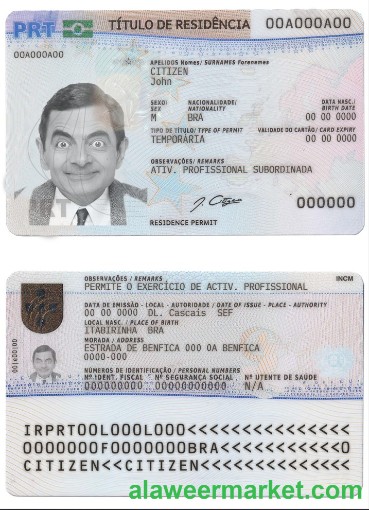 PRT
TÍTULO DE RESIDÊNCIA 00A000A00
00AA00A00
APELIDOS Nomes/ SURNAMES Forenames
CITIZEN
John
SEXO/ SEX NACIONALIDADE/ NATIONALITY DATA NASC./ BIRTH DATE
M BRA 00 00 0000
TIPO DE TÍTULO/ TYPE OF PERMIT VALIDADE DO CARTÃO/ CARD EXPIRY
TEMPORÁRIA 00 00 0000
OBSERVAÇÕES/ REMARKS
ATIV. PROFISSIONAL SUBORDINADA
J. Citizen
RESIDENCE PERMIT
000000
PRT
OBSERVAÇÕES/ REMARKS INCM
PERMITE O EXERCÍCIO DE ACTIV. PROFISSIONAL
DATA DE EMISSÃO - LOCAL - AUTORIDADE / DATE OF ISSUE - PLACE - AUTHORITY
00 00 0000 DL. Cascais SEF
LOCAL NASC. / PLACE OF BIRTH
ITABIRINHA BRA
MORADA / ADDRESS
ESTRADA DE BENFICA 000 0A BENFICA
0000-000
NÚMEROS DE IDENTIFICAÇÃO / PERSONAL NUMBERS
Nº IDENT. FISCAL Nº SEGURANÇA SOCIAL Nº UTENTE DE SAÚDE
000000000 00000000000 N/A
IRPRT00L000L000<<<<<<<<<<<<<<<
0000000F0000000BRA<<<<<<<<<<<0
CITIZEN<<CITIZEN<<<<<<<<<<<<<<
alaweermarket.com